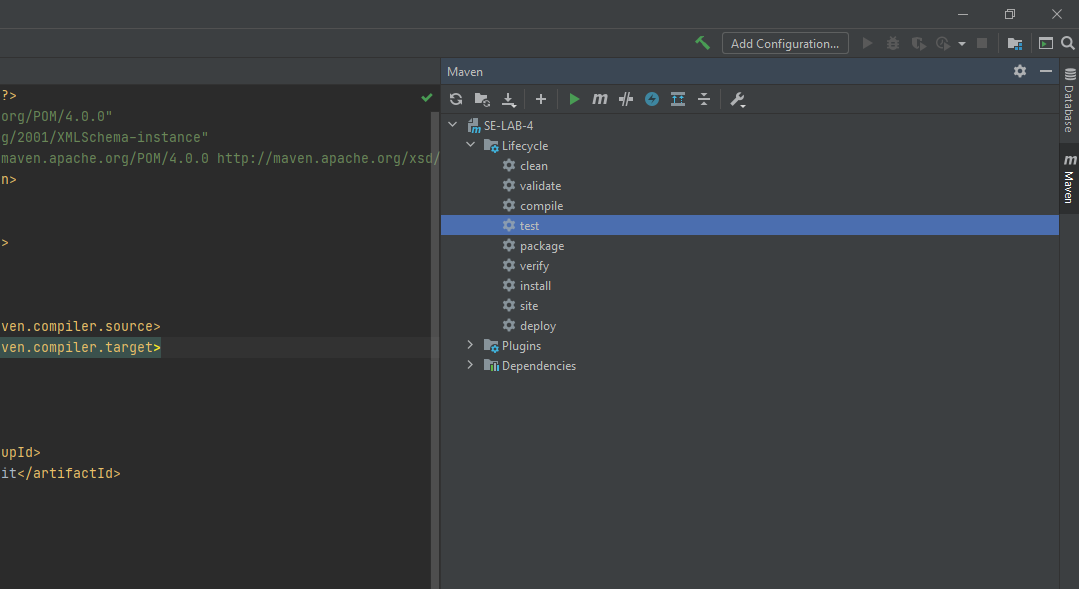 Add Configuration...
Maven
?>
org/POM/4.0.0"
g/2001/XMLSchema-instance"
maven.apache.org/POM/4.0.0 http://maven.apache.org/xsd/
n>
>
ven.compiler.source>
ven.compiler.target>
upId>
it</artifactId>
m
SE-LAB-4
Lifecycle
clean
validate
compile
test
package
verify
install
site
deploy
Plugins
Dependencies
Database
m
Maven